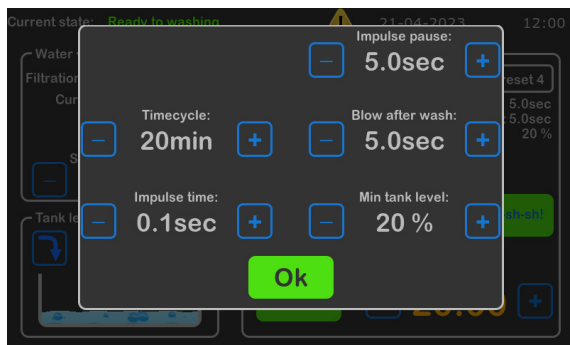 Current state: Ready to washing 21-04-2023 12:00
Impulse pause:
– 5.0sec +
Water
Filtration
reset 4
Cur
5.0sec
5.0sec
20 %
Timecycle:
– 20min +
Blow after wash:
– 5.0sec +
S
–
Impulse time:
– 0.1sec +
Min tank level:
– 20 % +
Tank le
sh-sh!
Ok
+